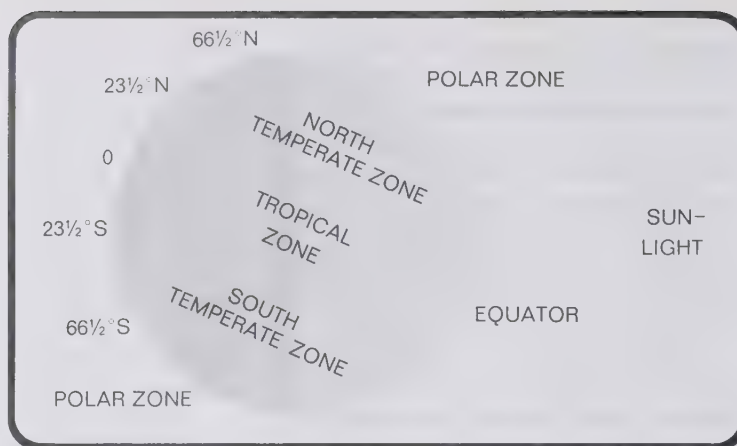 66½°N
POLAR ZONE
23½°N
NORTH
TEMPERATE ZONE
0
TROPICAL
ZONE
23½°S
SUN-
LIGHT
SOUTH
TEMPERATE ZONE
EQUATOR
66½°S
POLAR ZONE